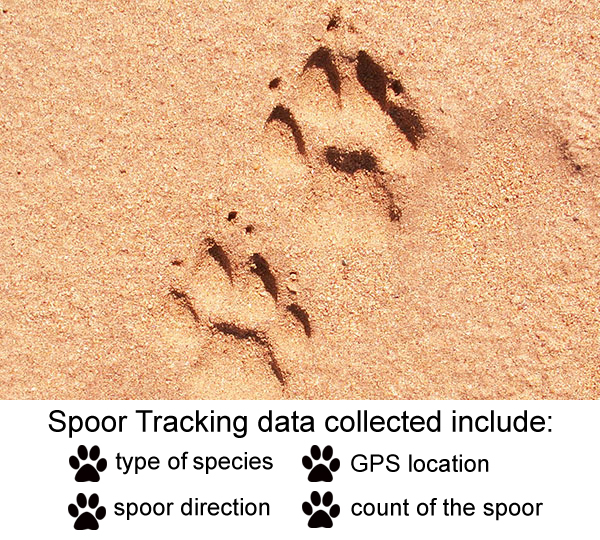 Spoor Tracking data collected include:
type of species
GPS location
spoor direction
count of the spoor